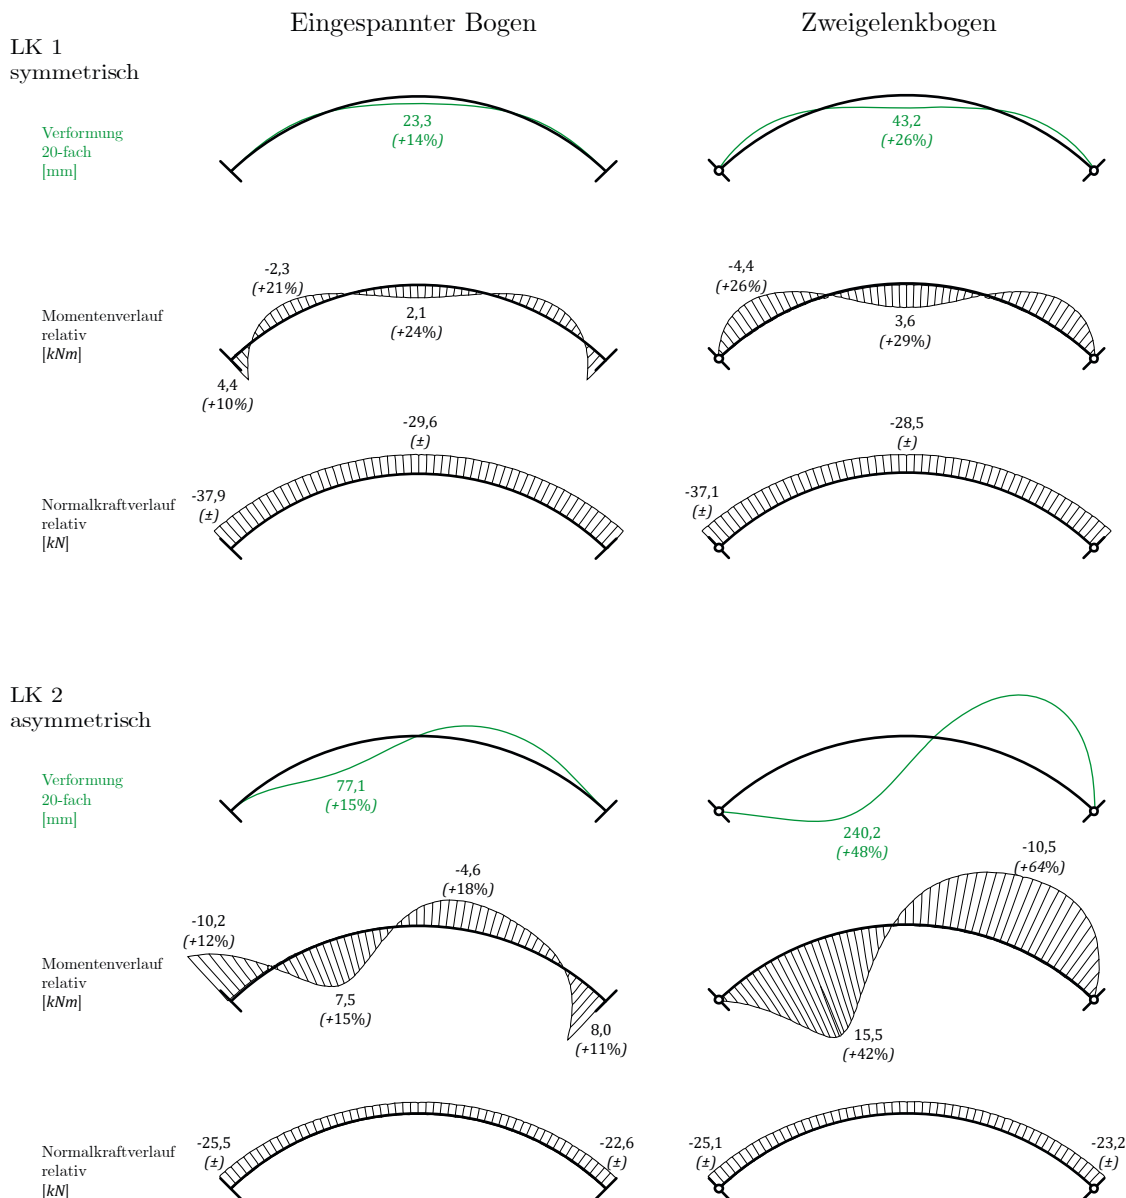 Eingespannter Bogen
Zweigelenkbogen
LK 1
symmetrisch
Verformung
20-fach
[mm]
23,3
(+14%)
43,2
(+26%)
Momentenverlauf
relativ
[kNm]
-2,3
(+21%)
2,1
(+24%)
4,4
(+10%)
-4,4
(+26%)
3,6
(+29%)
Normalkraftverlauf
relativ
[kN]
-29,6
(±)
-37,9
(±)
-28,5
(±)
-37,1
(±)
LK 2
asymmetrisch
Verformung
20-fach
[mm]
77,1
(+15%)
240,2
(+48%)
Momentenverlauf
relativ
[kNm]
-10,2
(+12%)
-4,6
(+18%)
7,5
(+15%)
8,0
(+11%)
-10,5
(+64%)
15,5
(+42%)
Normalkraftverlauf
relativ
[kN]
-25,5
(±)
-22,6
(±)
-25,1
(±)
-23,2
(±)